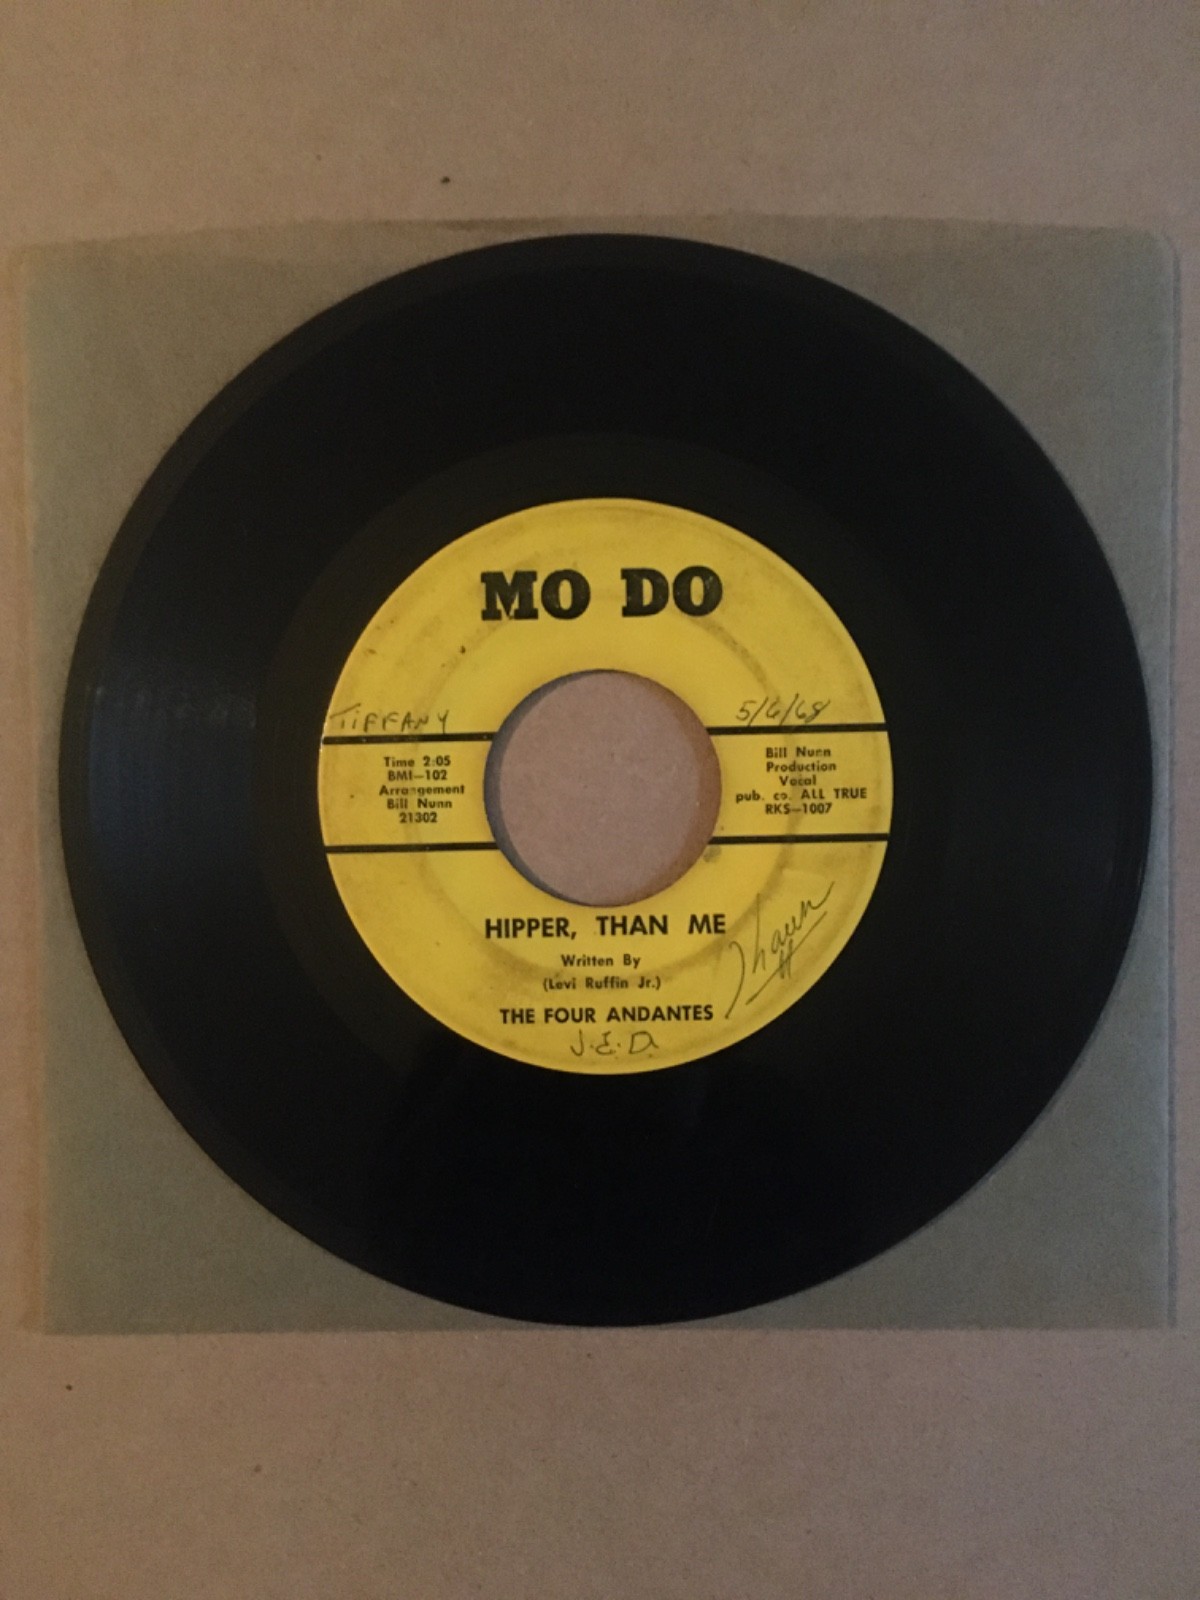 MO DO
TIFFANY
5/6/68
Time 2:05
BMI—102
Arrangement
Bill Nunn
21302
Bill Nunn
Production
Vocal
pub. co. ALL TRUE
RKS—1007
HIPPER, THAN ME
Written By
(Levi Ruffin Jr.)
THE FOUR ANDANTES
J.E.D.